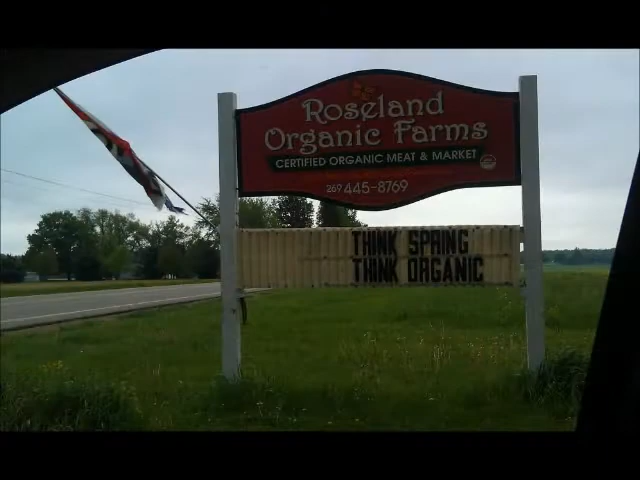 Roseland
Organic Farms
CERTIFIED ORGANIC MEAT & MARKET
269 445-8769
THINK SPRING
THINK ORGANIC